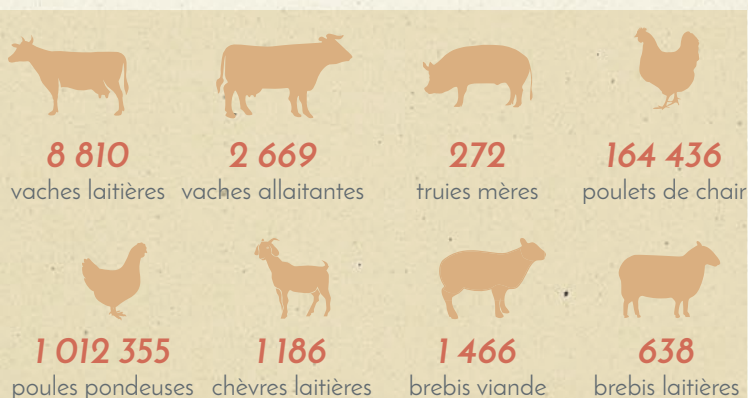 8 810 2 669 272 164 436
vaches laitières vaches allaitantes truies mères poulets de chair
1 012 355 1 186 1 466 638
poules pondeuses chèvres laitières brebis viande brebis laitières